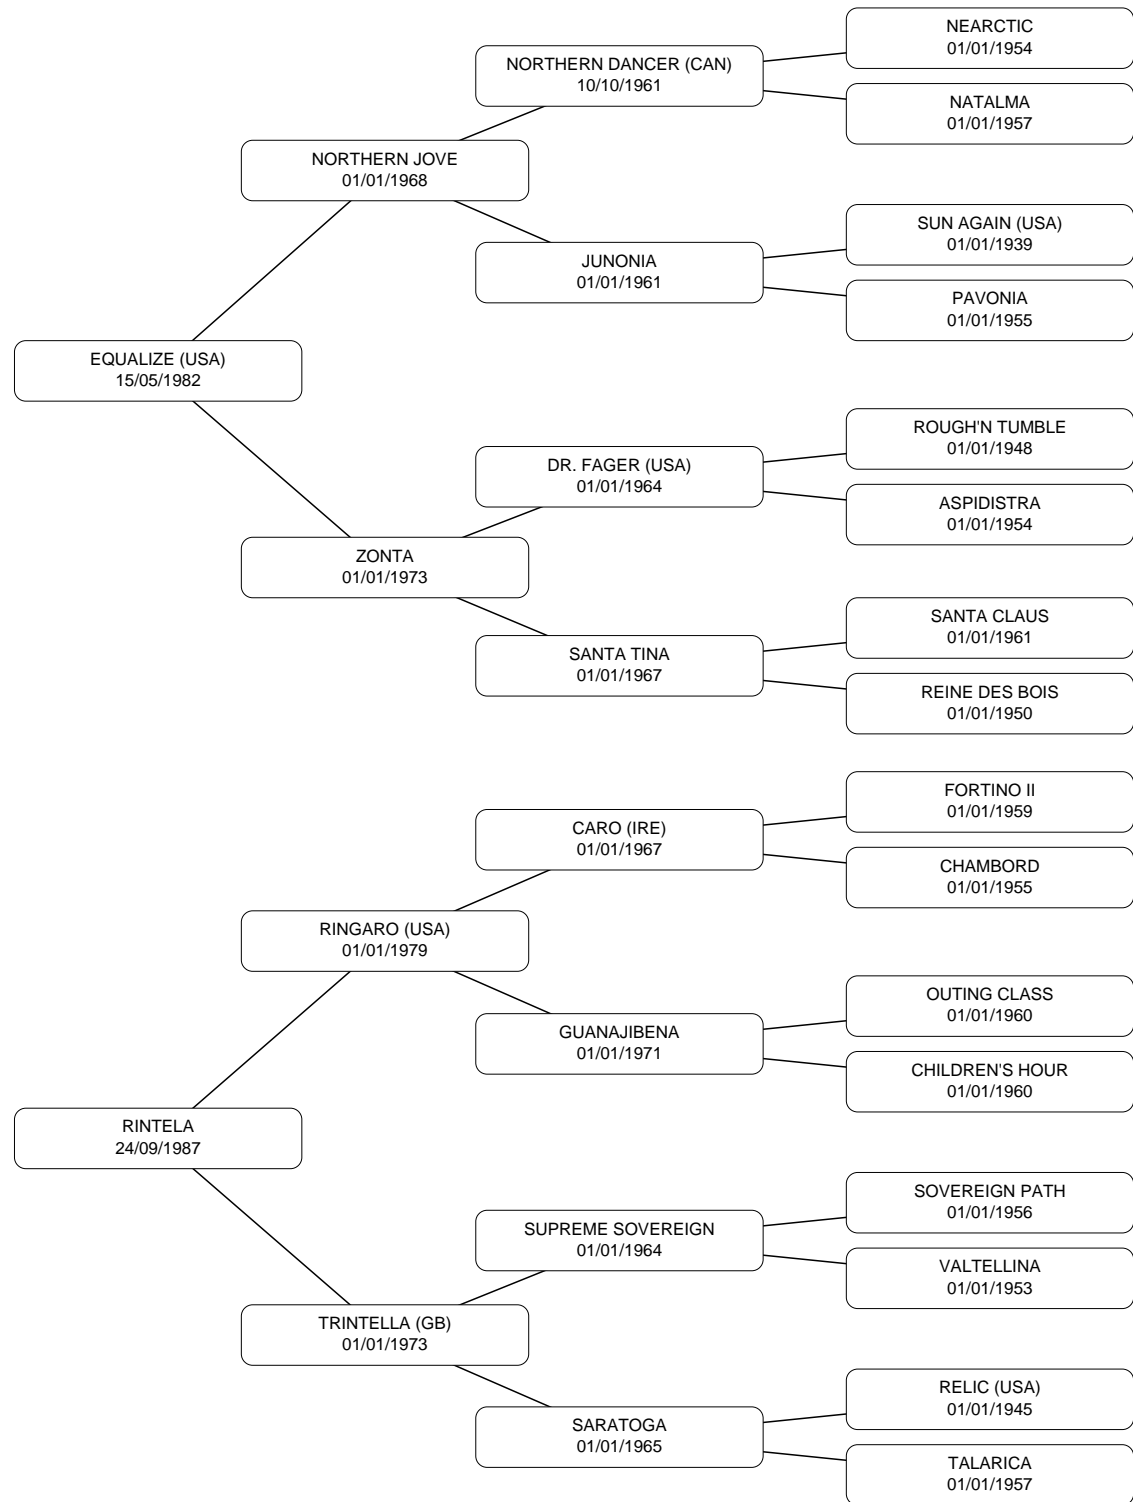 NEARCTIC
01/01/1954
NORTHERN DANCER (CAN)
10/10/1961
NATALMA
01/01/1957
NORTHERN JOVE
01/01/1968
SUN AGAIN (USA)
01/01/1939
JUNONIA
01/01/1961
PAVONIA
01/01/1955
EQUALIZE (USA)
15/05/1982
ROUGH'N TUMBLE
01/01/1948
DR. FAGER (USA)
01/01/1964
ASPIDISTRA
01/01/1954
ZONTA
01/01/1973
SANTA CLAUS
01/01/1961
SANTA TINA
01/01/1967
REINE DES BOIS
01/01/1950
FORTINO II
01/01/1959
CARO (IRE)
01/01/1967
CHAMBORD
01/01/1955
RINGARO (USA)
01/01/1979
OUTING CLASS
01/01/1960
GUANAJIBENA
01/01/1971
CHILDREN'S HOUR
01/01/1960
RINTELA
24/09/1987
SOVEREIGN PATH
01/01/1956
SUPREME SOVEREIGN
01/01/1964
VALTELLINA
01/01/1953
TRINTELLA (GB)
01/01/1973
RELIC (USA)
01/01/1945
SARATOGA
01/01/1965
TALARICA
01/01/1957